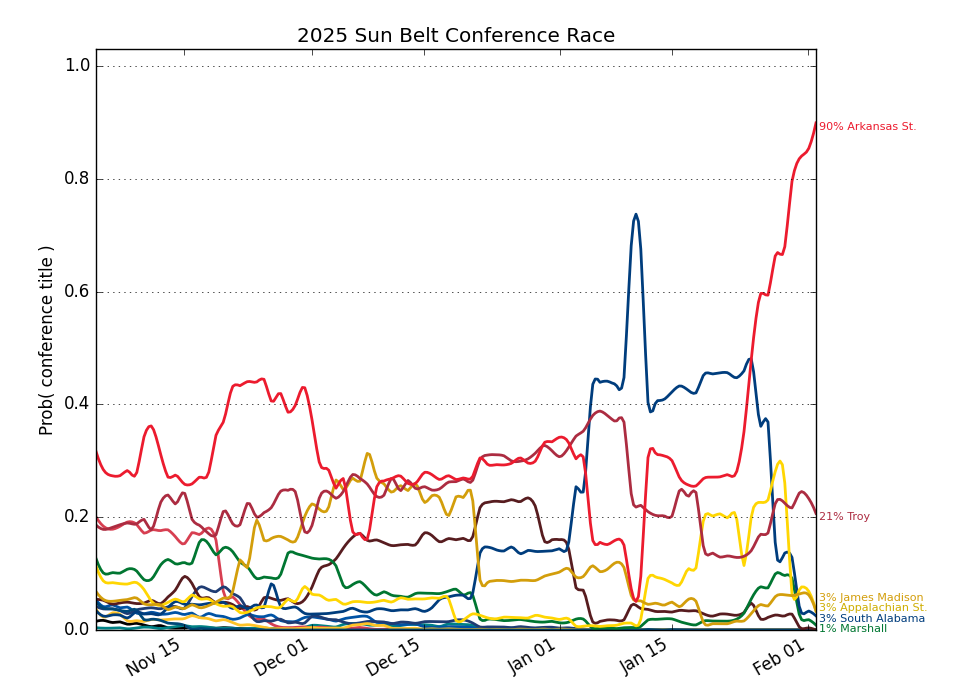 2025 Sun Belt Conference Race
Prob( conference title )
1.0
0.8
0.6
0.4
0.2
0.0
Nov 15
Dec 01
Dec 15
Jan 01
Jan 15
Feb 01
90% Arkansas St.
21% Troy
3% James Madison
3% Appalachian St.
3% South Alabama
1% Marshall